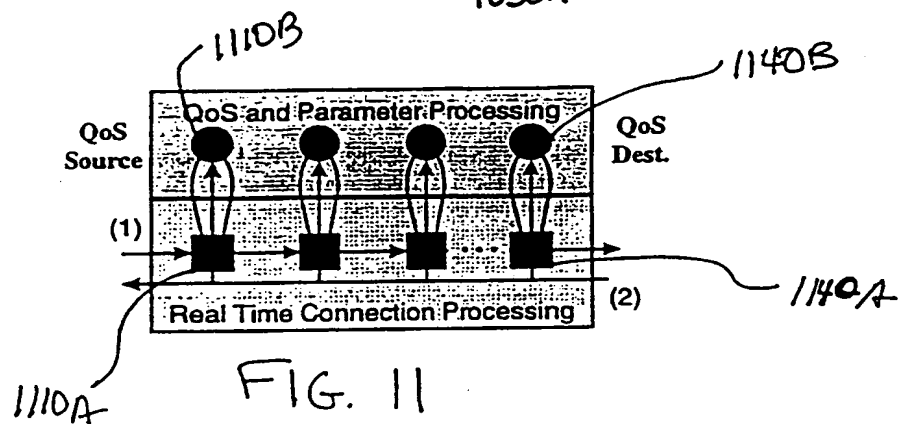 1110B
1140B
QoS and Parameter Processing
QoS
Source
QoS
Dest.
(1)
...
(2)
1140A
Real Time Connection Processing
1110A
FIG. 11